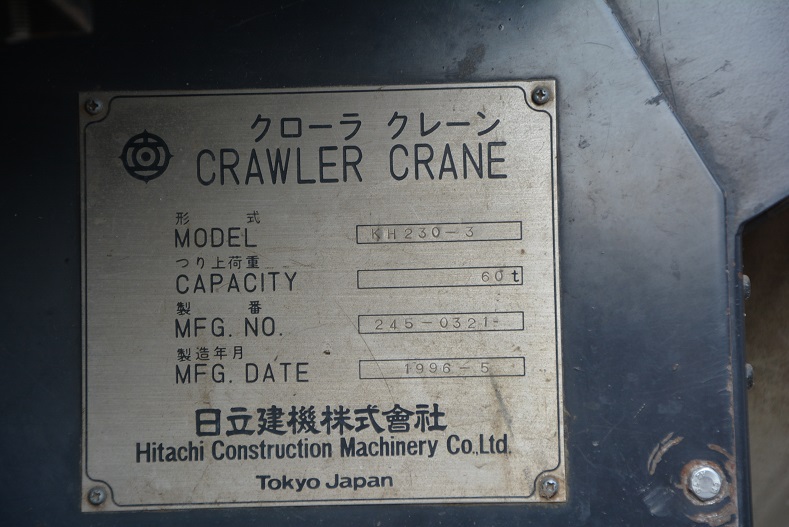 クローラ クレーン
CRAWLER CRANE
形式
MODEL KH230-3
つり上荷重
CAPACITY 60t
製番
MFG. NO. 245-0321-
製造年月
MFG. DATE 1996-5
日立建機株式會社
Hitachi Construction Machinery Co.,Ltd.
Tokyo Japan